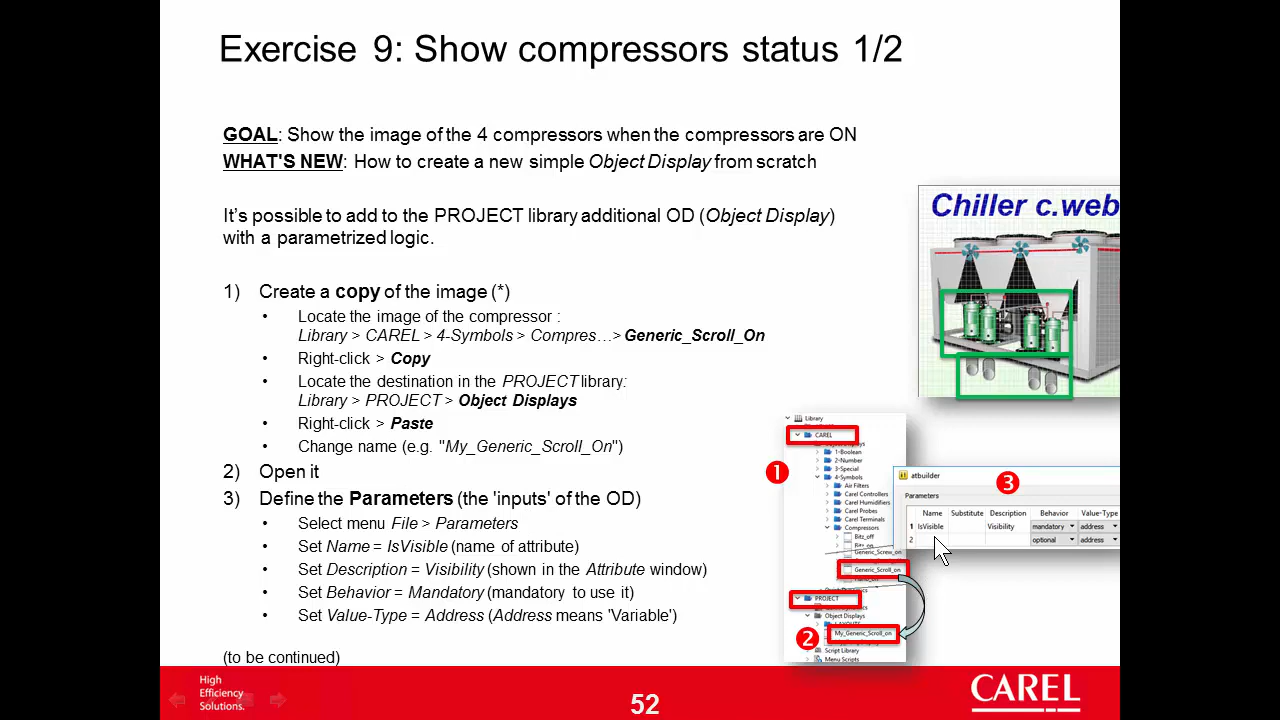 Exercise 9: Show compressors status 1/2
GOAL: Show the image of the 4 compressors when the compressors are ON
WHAT'S NEW: How to create a new simple Object Display from scratch
It's possible to add to the PROJECT library additional OD (Object Display)
with a parametrized logic.
1) Create a copy of the image (*)
• Locate the image of the compressor :
Library > CAREL > 4-Symbols > Compres…> Generic_Scroll_On
• Right-click > Copy
• Locate the destination in the PROJECT library:
Library > PROJECT > Object Displays
• Right-click > Paste
• Change name (e.g. "My_Generic_Scroll_On")
2) Open it
3) Define the Parameters (the 'inputs' of the OD)
• Select menu File > Parameters
• Set Name = IsVisible (name of attribute)
• Set Description = Visibility (shown in the Attribute window)
• Set Behavior = Mandatory (mandatory to use it)
• Set Value-Type = Address (Address means 'Variable')
(to be continued)
Chiller c.web
Library
CAREL
1-Boolean
2-Number
3-Special
4-Symbols
Air Filters
Carel Controllers
Carel Humidifiers
Carel Probes
Carel Terminals
Compressors
Bitz_off
Bitz_on
Generic_Screw_on
Generic_Scroll_on
PROJECT
Object Displays
My_Generic_Scroll_on
Script Library
Menu Scripts
1
2
3
atbuilder
Parameters
Name Substitute Description Behavior Value-Type
1 IsVisible Visibility mandatory address
2 optional address
High
Efficiency
Solutions.
52
CAREL